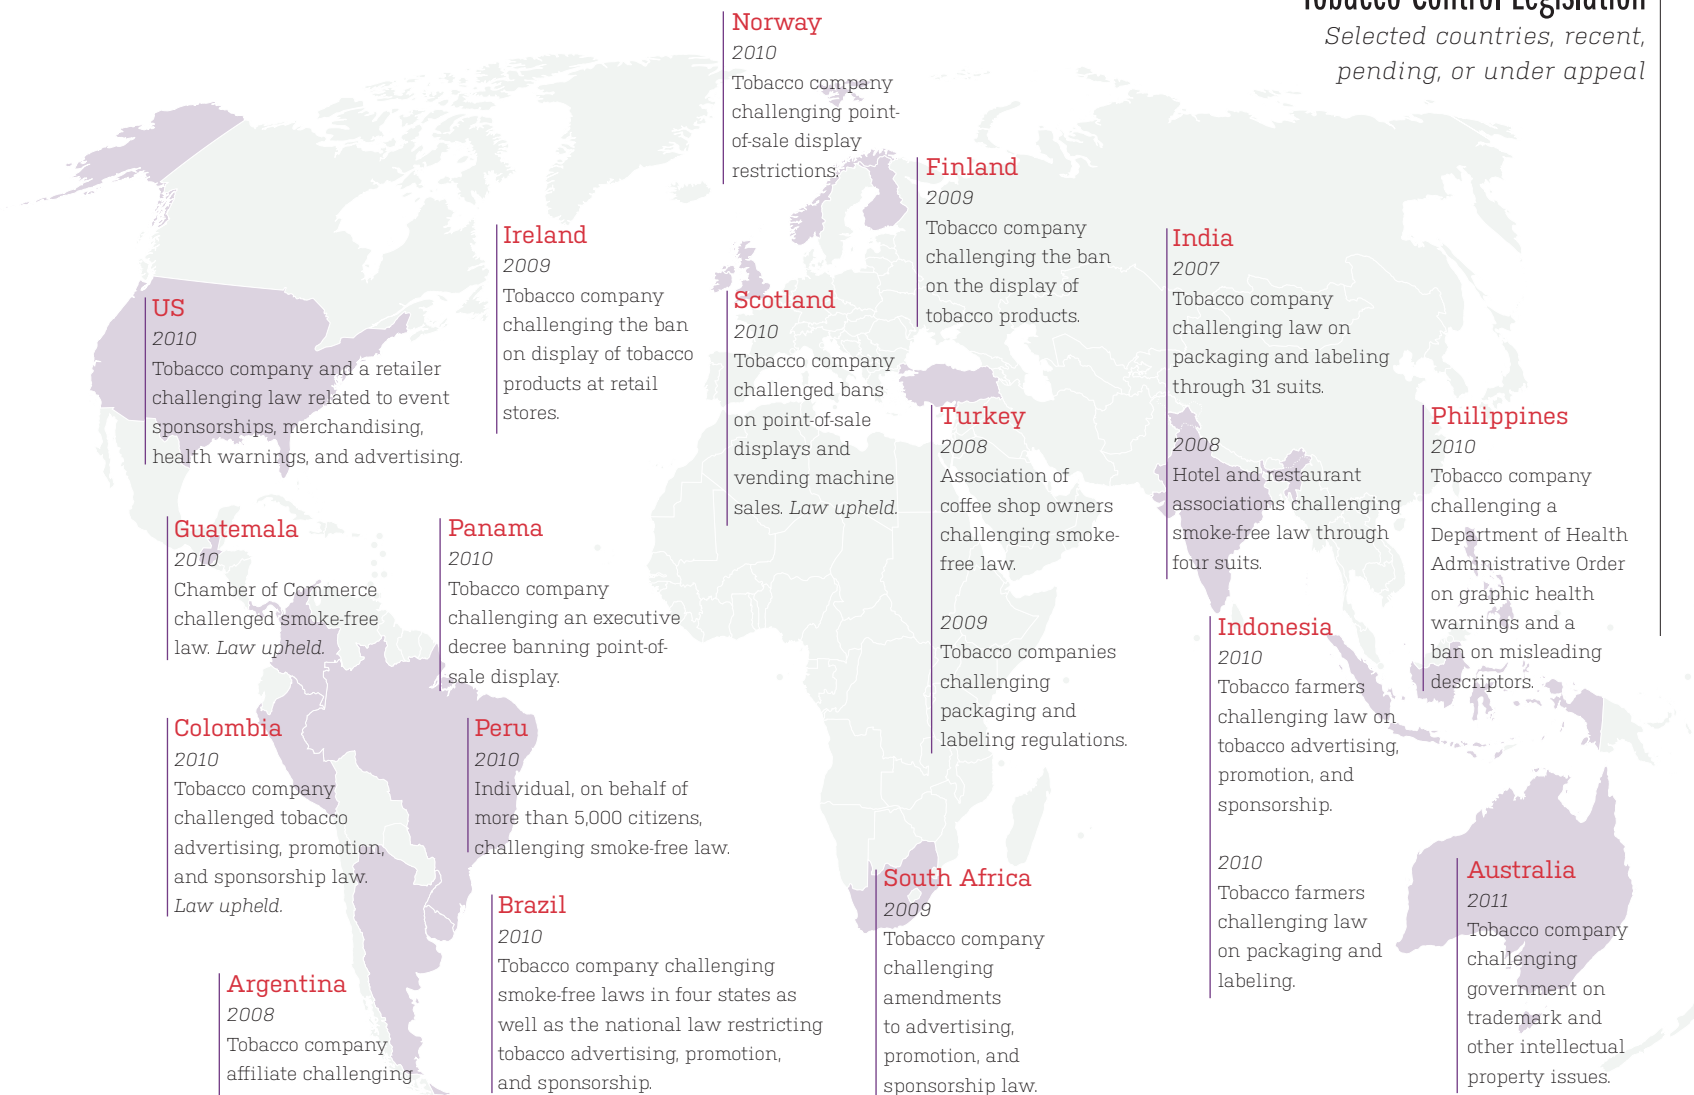 Tobacco Control Legislation
Selected countries, recent,
pending, or under appeal
Norway
2010
Tobacco company
challenging point-
of-sale display
restrictions.
Finland
2009
Tobacco company
challenging the ban
on the display of
tobacco products.
Ireland
2009
Tobacco company
challenging the ban
on display of tobacco
products at retail
stores.
India
2007
Tobacco company
challenging law on
packaging and labeling
through 31 suits.
2008
Hotel and restaurant
associations challenging
smoke-free law through
four suits.
US
2010
Tobacco company and a retailer
challenging law related to event
sponsorships, merchandising,
health warnings, and advertising.
Scotland
2010
Tobacco company
challenged bans
on point-of-sale
displays and
vending machine
sales. Law upheld.
Turkey
2008
Association of
coffee shop owners
challenging smoke-
free law.
2009
Tobacco companies
challenging
packaging and
labeling regulations.
Philippines
2010
Tobacco company
challenging a
Department of Health
Administrative Order
on graphic health
warnings and a
ban on misleading
descriptors.
Guatemala
2010
Chamber of Commerce
challenged smoke-free
law. Law upheld.
Panama
2010
Tobacco company
challenging an executive
decree banning point-of-
sale display.
Indonesia
2010
Tobacco farmers
challenging law on
tobacco advertising,
promotion, and
sponsorship.
2010
Tobacco farmers
challenging law
on packaging and
labeling.
Colombia
2010
Tobacco company
challenged tobacco
advertising, promotion,
and sponsorship law.
Law upheld.
Peru
2010
Individual, on behalf of
more than 5,000 citizens,
challenging smoke-free law.
South Africa
2009
Tobacco company
challenging
amendments
to advertising,
promotion, and
sponsorship law.
Australia
2011
Tobacco company
challenging
government on
trademark and
other intellectual
property issues.
Brazil
2010
Tobacco company challenging
smoke-free laws in four states as
well as the national law restricting
tobacco advertising, promotion,
and sponsorship.
Argentina
2008
Tobacco company
affiliate challenging